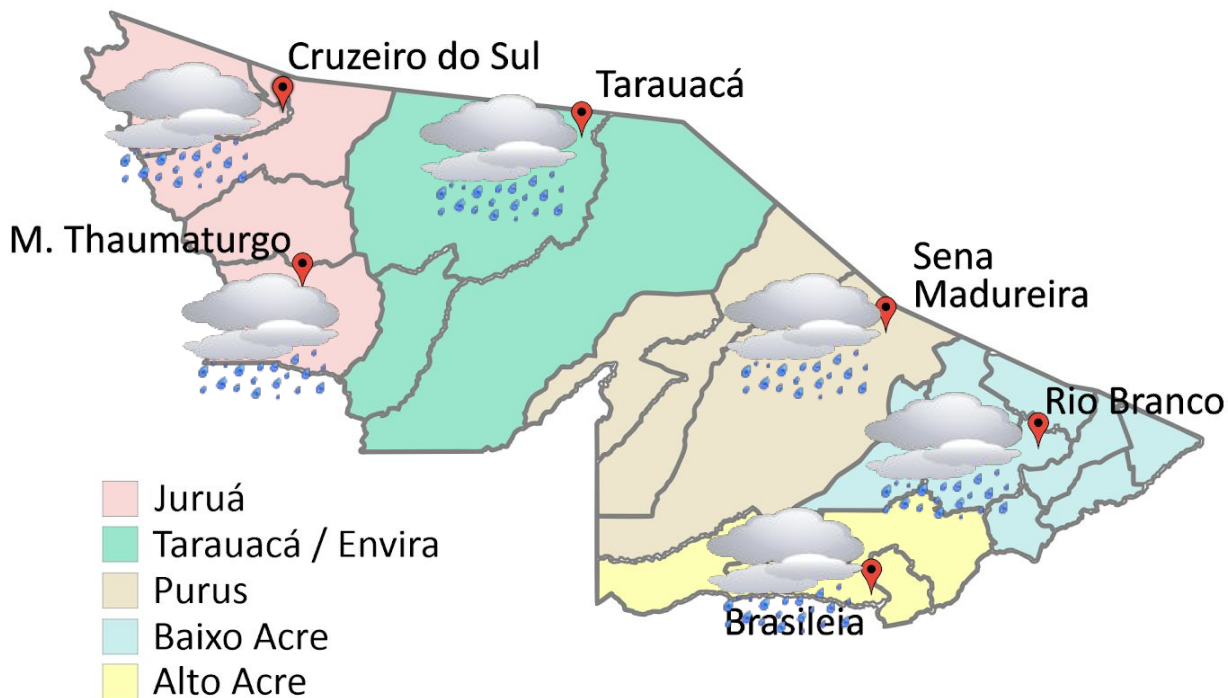 Cruzeiro do Sul
Tarauacá
M. Thaumaturgo
Sena
Madureira
Rio Branco
Brasileia
Juruá
Tarauacá / Envira
Purus
Baixo Acre
Alto Acre